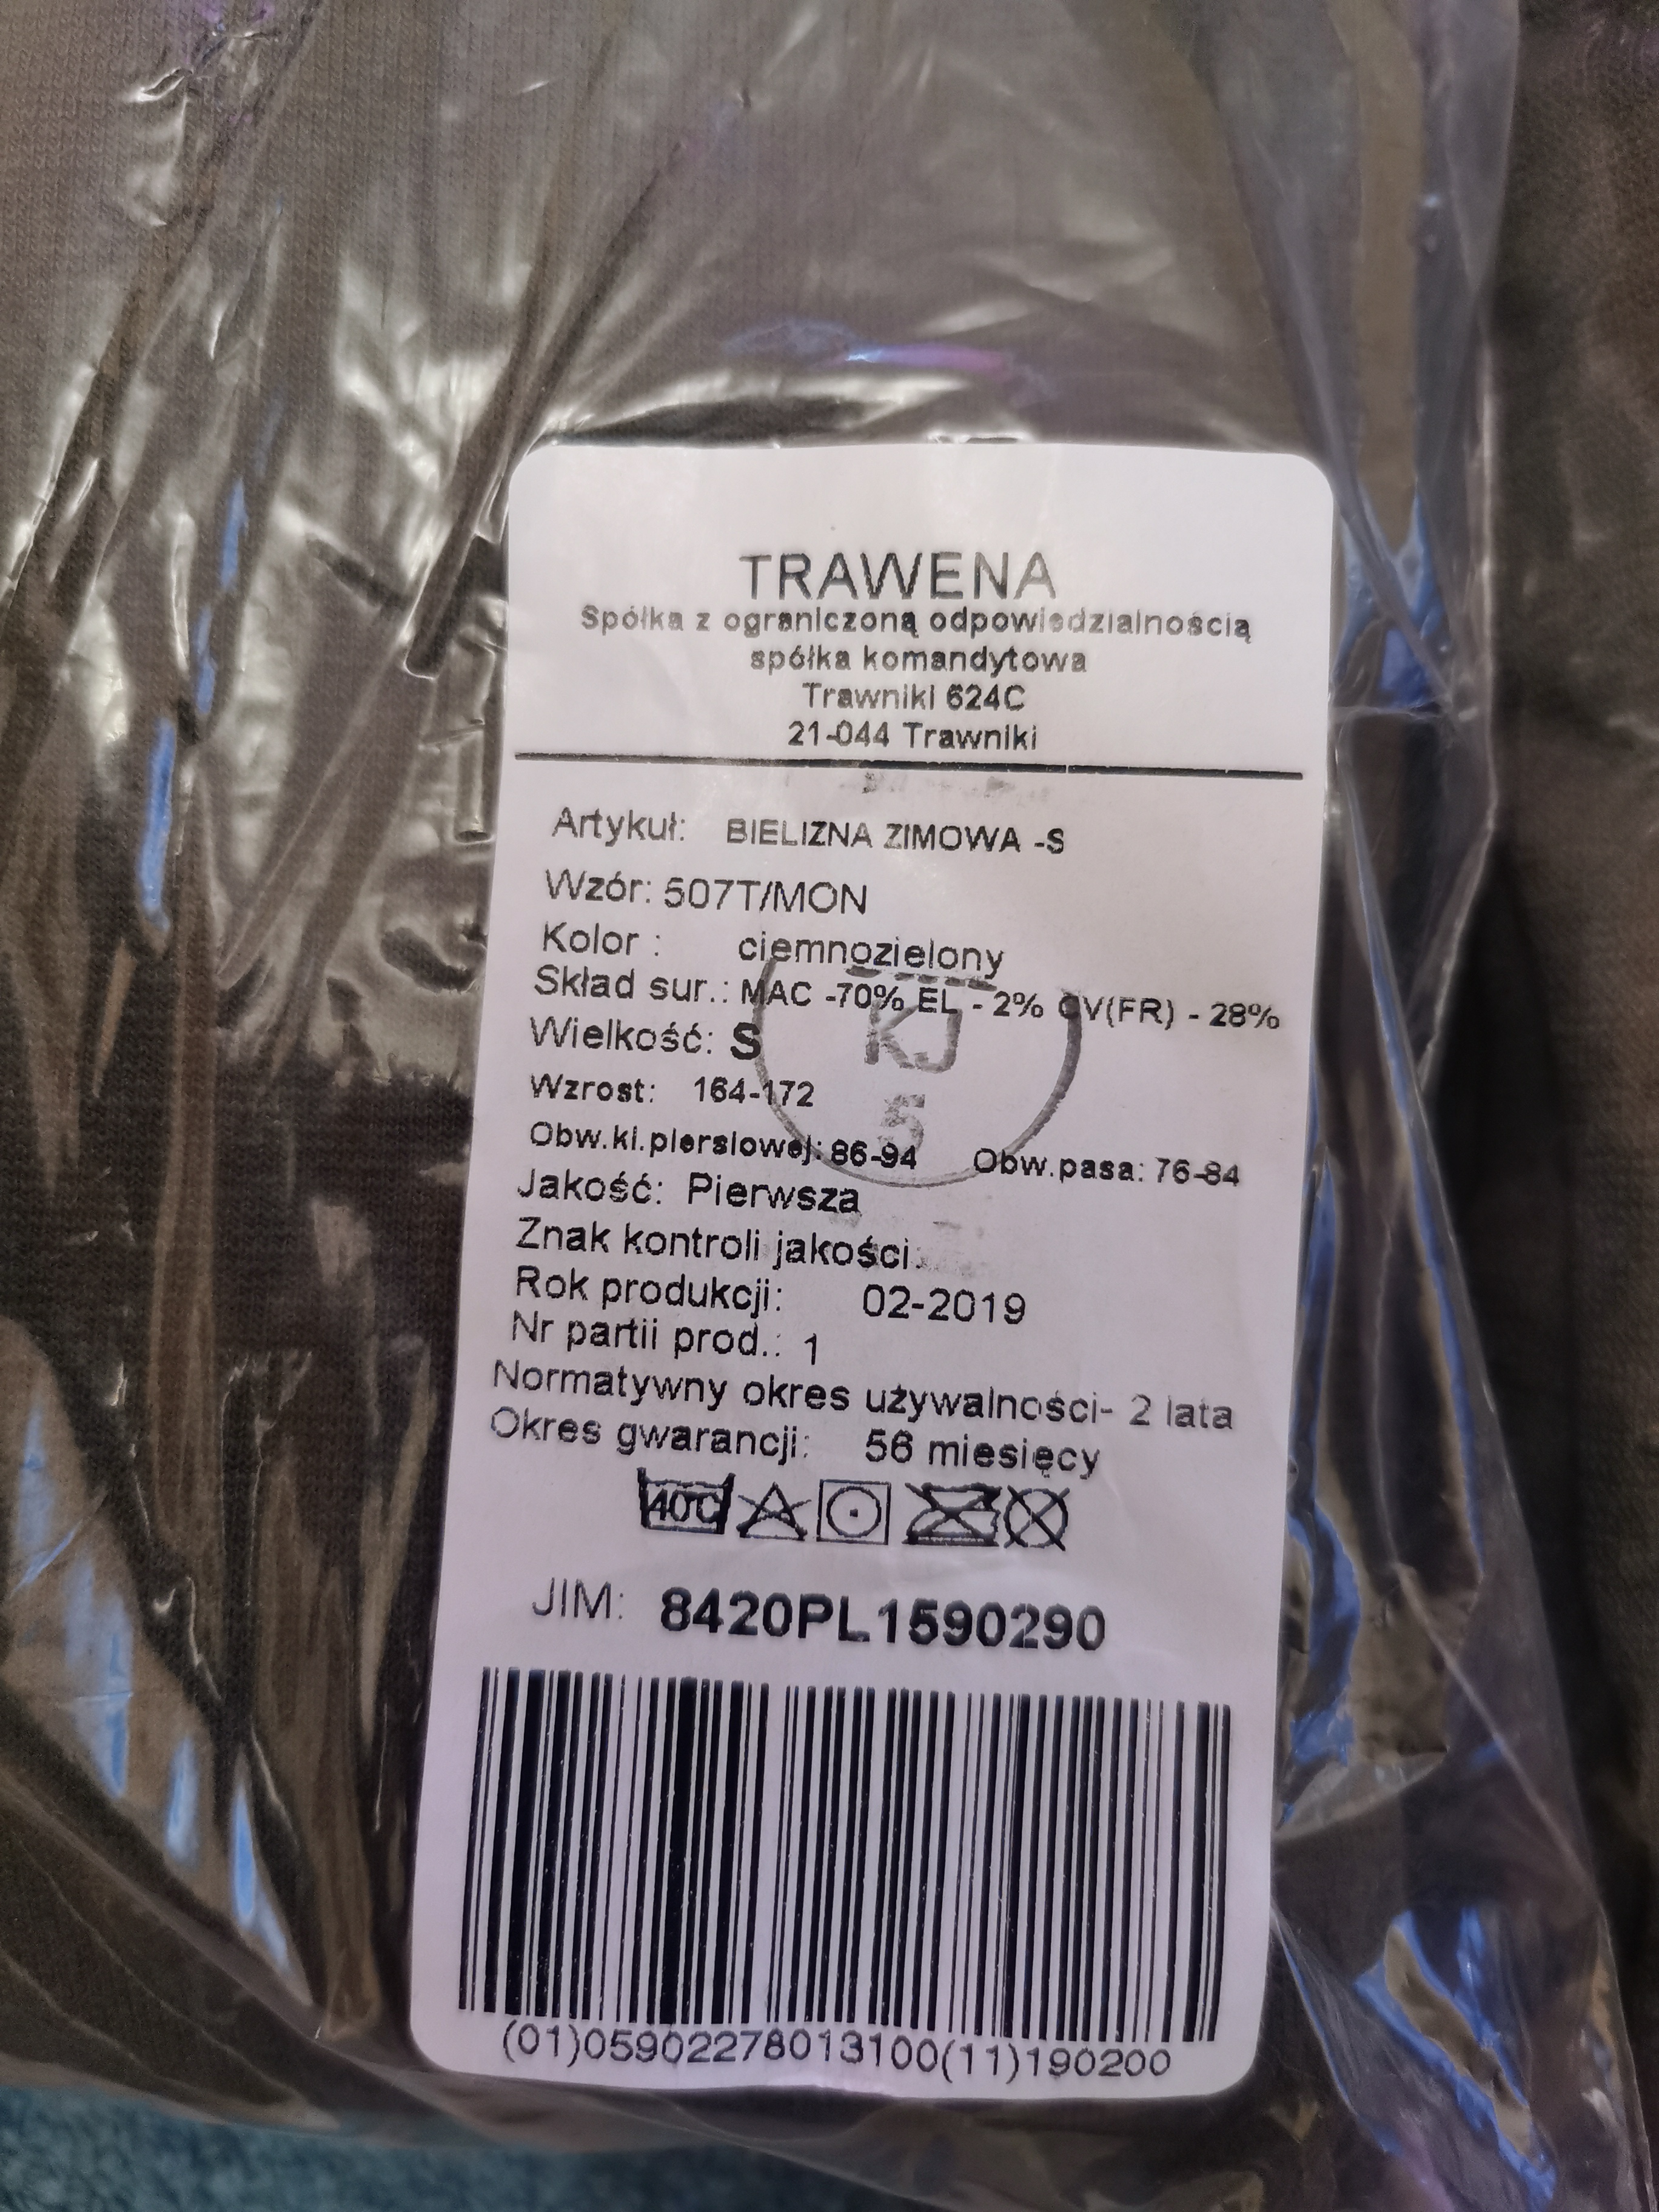 TRAWENA
Spółka z ograniczoną odpowiedzialnością
spółka komandytowa
Trawniki 624C
21-044 Trawniki
Artykuł: BIELIZNA ZIMOWA -S
Wzór: 507T/MON
Kolor : ciemnozielony
Skład sur.: MAC -70% EL - 2% CV(FR) - 28%
KJ
Wielkość: S
Wzrost: 164-172
5
Obw.kl.piersiowej: 86-94 Obw.pasa: 76-84
Jakość: Pierwsza
Znak kontroli jakości:
Rok produkcji: 02-2019
Nr partii prod.: 1
Normatywny okres używalności- 2 lata
Okres gwarancji: 56 miesięcy
40C
JIM: 8420PL1590290
(01)05902278013100(11)190200